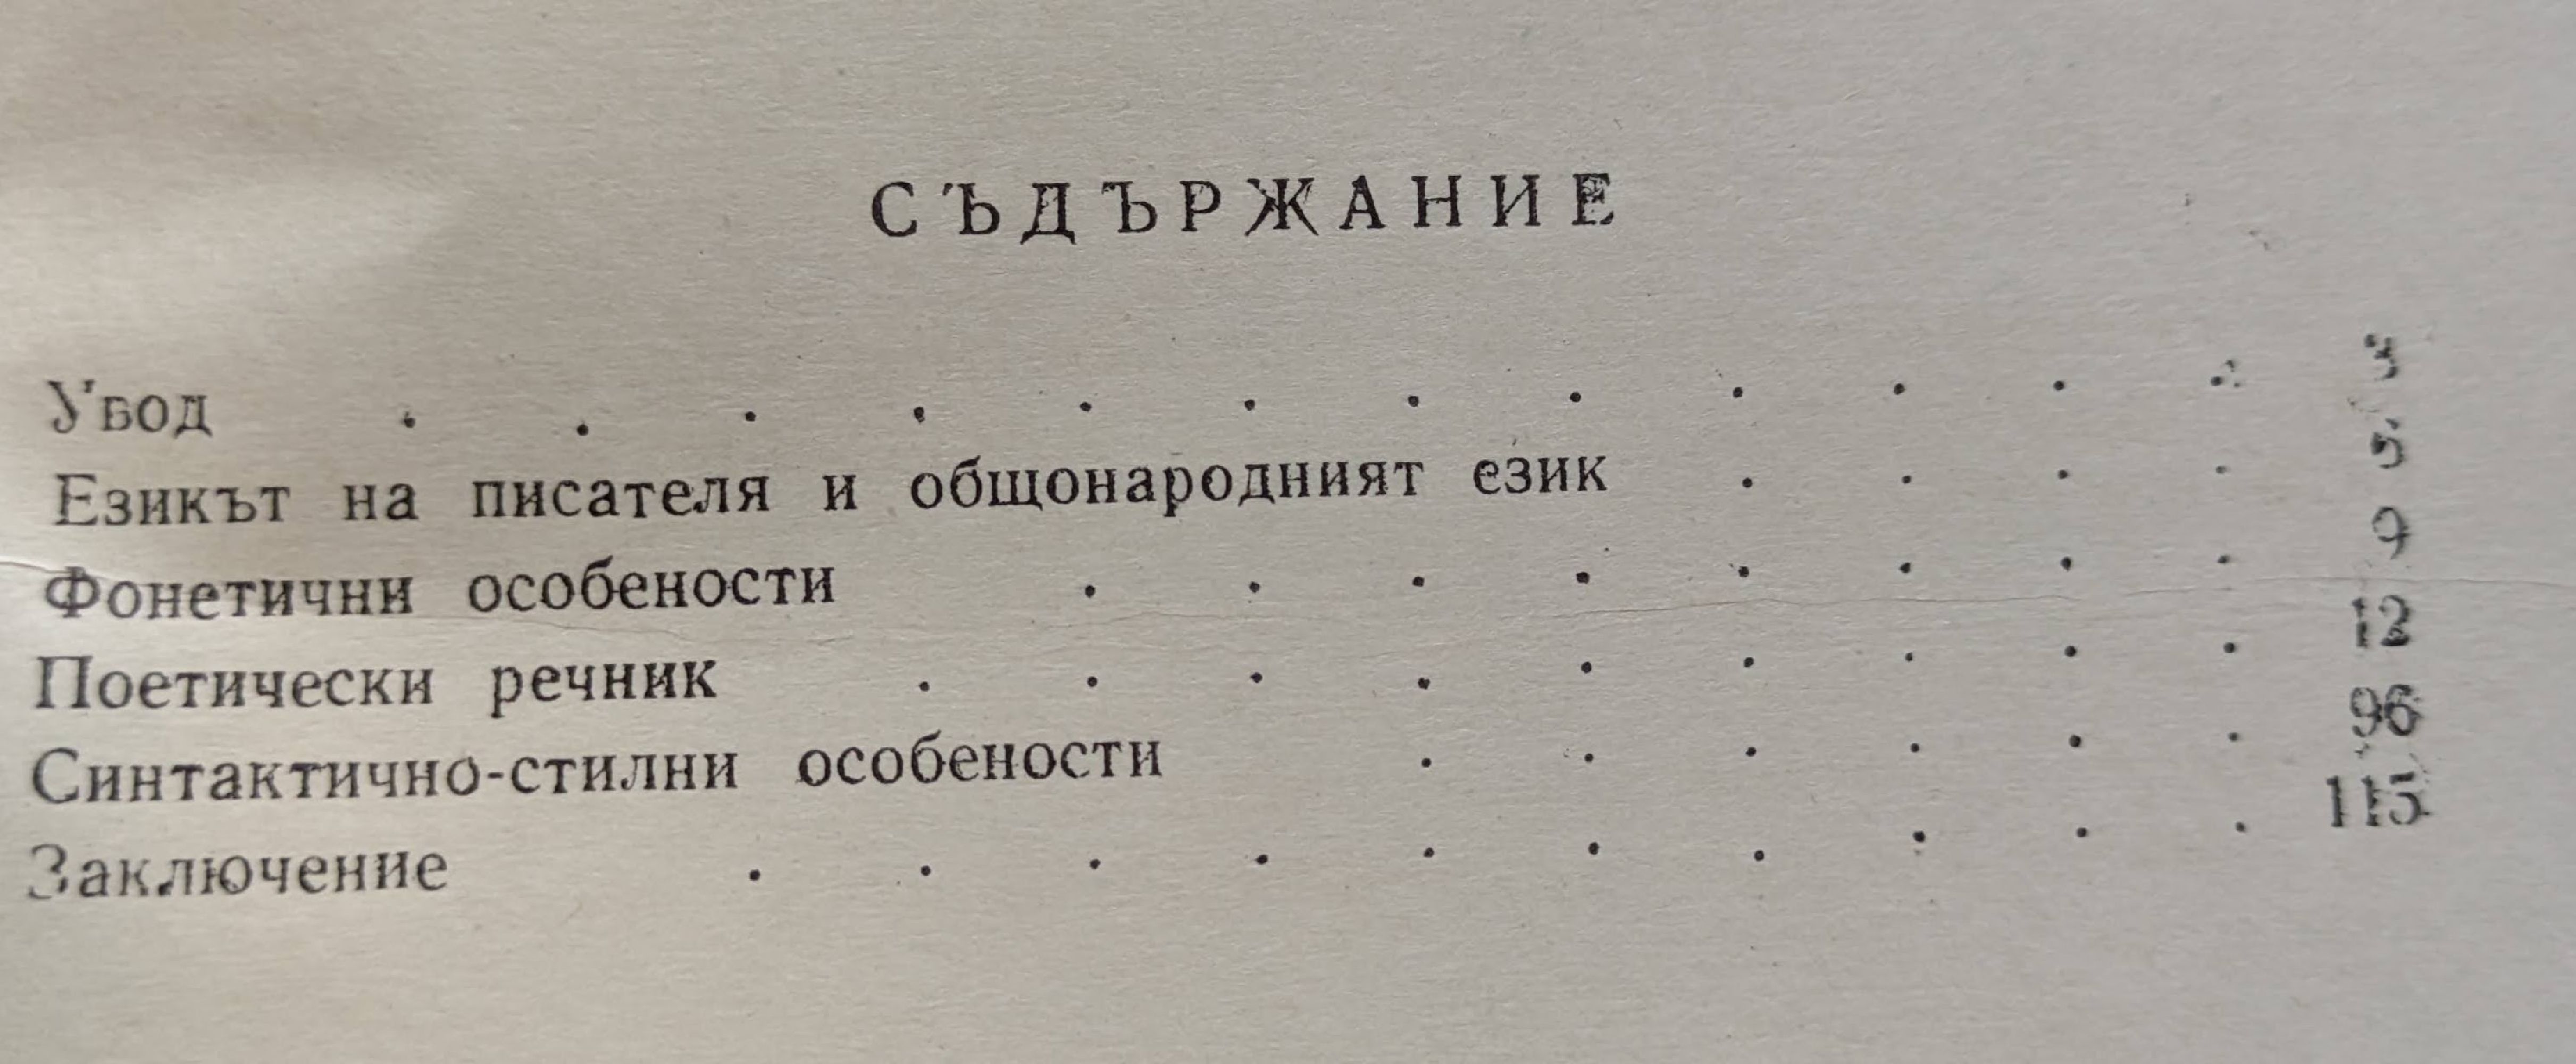 СЪДЪРЖАНИЕ
Увод . . . . . . . . . . . . 3
Езикът на писателя и общонародният език . . . . 5
Фонетични особености . . . . . . . . 9
Поетически речник . . . . . . . . . 12
Синтактично-стилни особености . . . . . . 96
Заключение . . . . . . . . . . 115